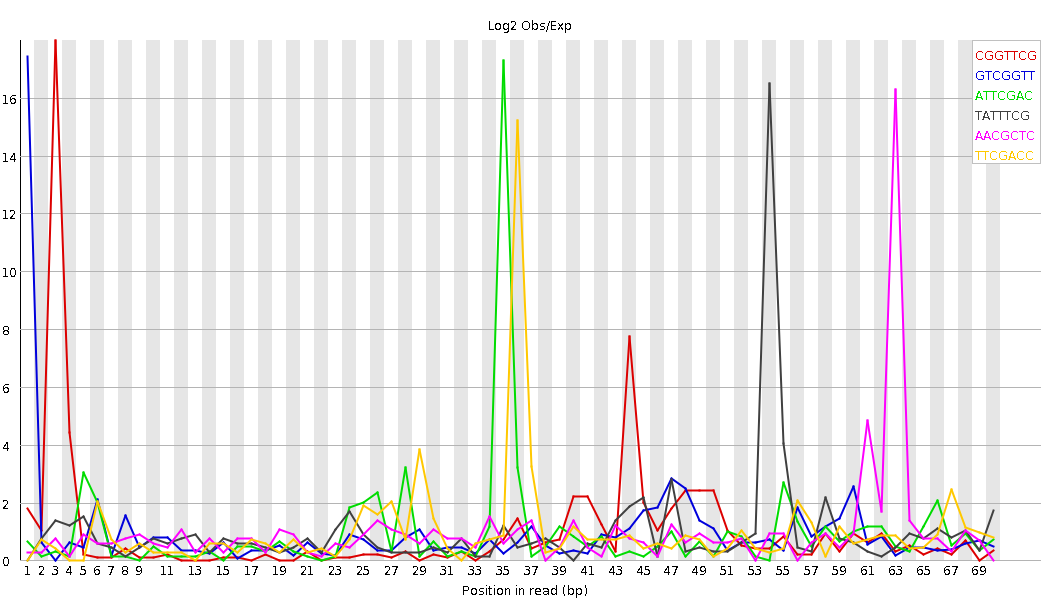 Log2 Obs/Exp
CGGTTCG
GTCGGTT
ATTCGAC
TATTTCG
AACGCTC
TTCGACC
16
14
12
10
8
6
4
2
0
1 2 3 4 5 6 7 8 9 11 13 15 17 19 21 23 25 27 29 31 33 35 37 39 41 43 45 47 49 51 53 55 57 59 61 63 65 67 69
Position in read (bp)